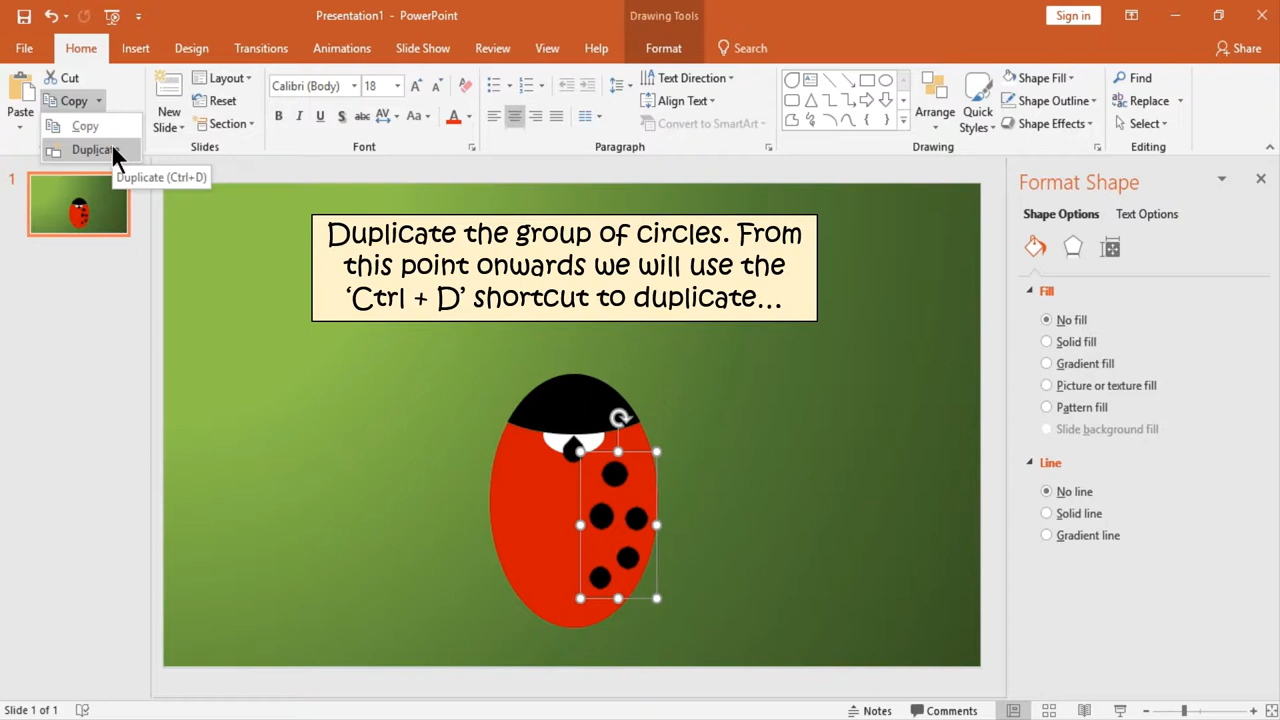 Presentation1 - PowerPoint
Drawing Tools
Sign in
File
Home
Insert
Design
Transitions
Animations
Slide Show
Review
View
Help
Format
Search
Share
Paste
Cut
Copy
Copy
Duplicate
Duplicate (Ctrl+D)
New
Slide
Layout
Reset
Section
Slides
Calibri (Body)
18
B I U S abc AV Aa A
Font
Text Direction
Align Text
Convert to SmartArt
Paragraph
Arrange
Quick
Styles
Shape Fill
Shape Outline
Shape Effects
Drawing
Find
Replace
Select
Editing
1
Duplicate the group of circles. From
this point onwards we will use the
‘Ctrl + D’ shortcut to duplicate...
Format Shape
Shape Options
Text Options
Fill
No fill
Solid fill
Gradient fill
Picture or texture fill
Pattern fill
Slide background fill
Line
No line
Solid line
Gradient line
Slide 1 of 1
Notes
Comments